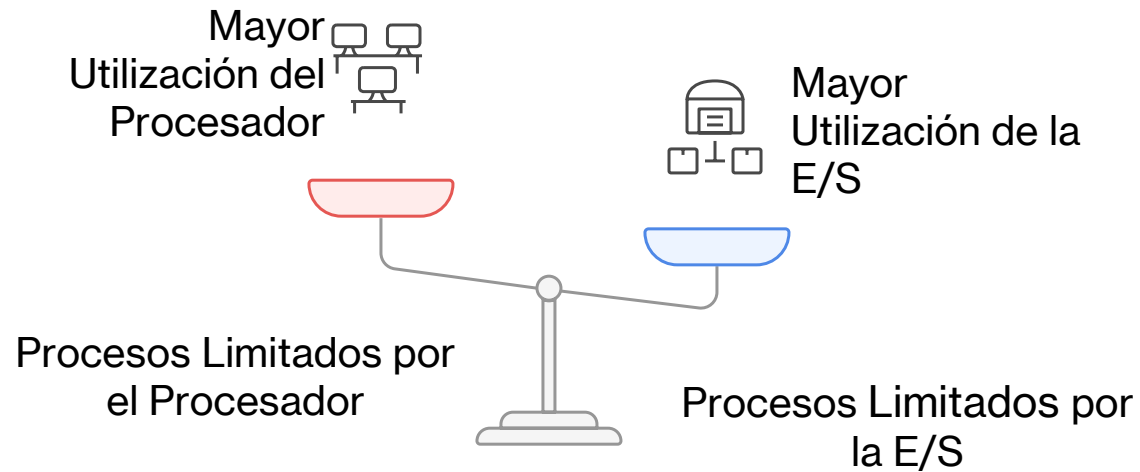 Mayor
Utilización del
Procesador
Mayor
Utilización de la
E/S
Procesos Limitados por
el Procesador
Procesos Limitados por
la E/S